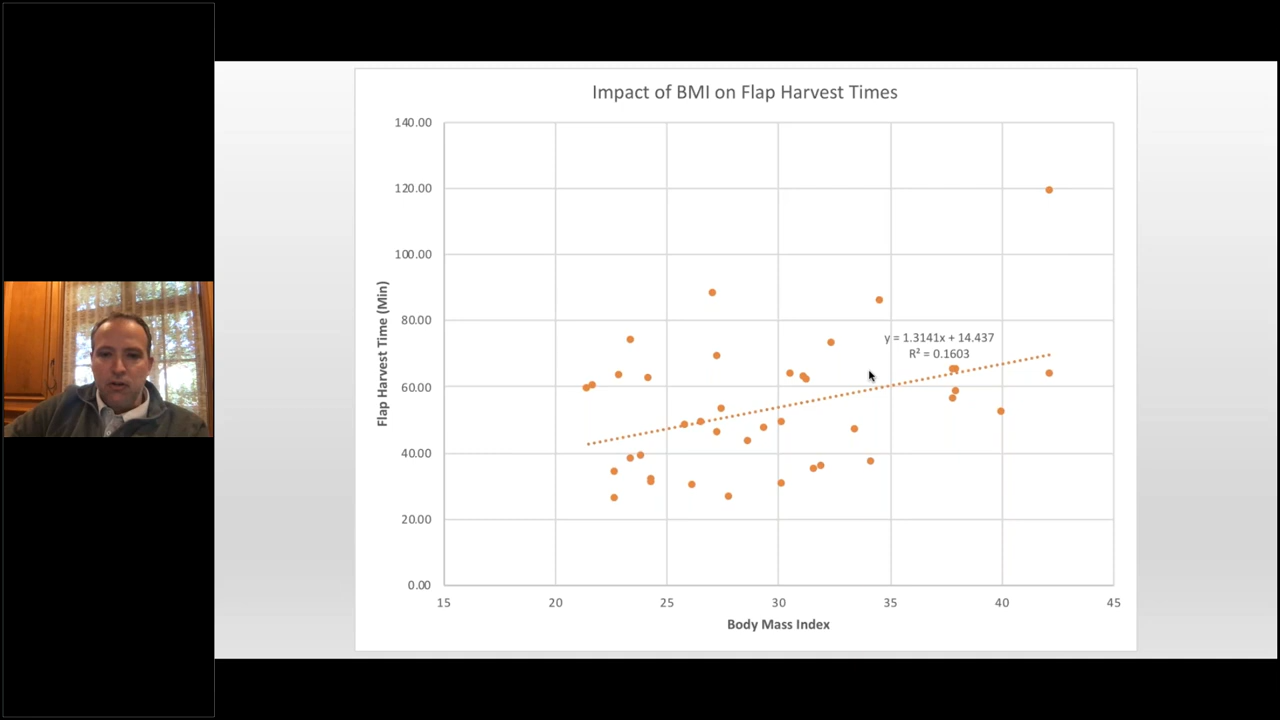 Impact of BMI on Flap Harvest Times
140.00
120.00
100.00
80.00
60.00
40.00
20.00
0.00
Flap Harvest Time (Min)
y = 1.3141x + 14.437
R² = 0.1603
15 20 25 30 35 40 45
Body Mass Index